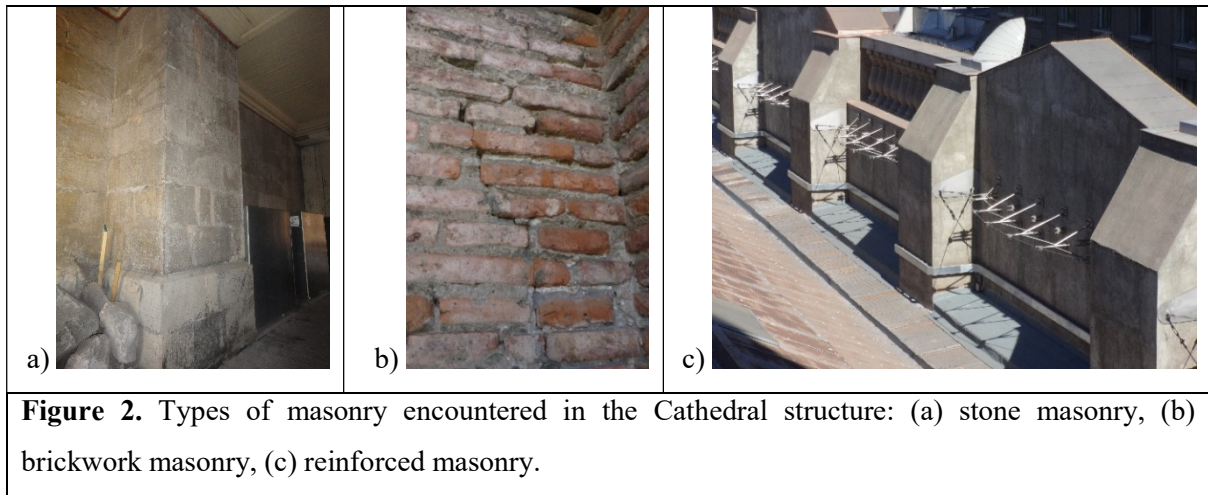 a)
b)
c)
Figure 2. Types of masonry encountered in the Cathedral structure: (a) stone masonry, (b)
brickwork masonry, (c) reinforced masonry.